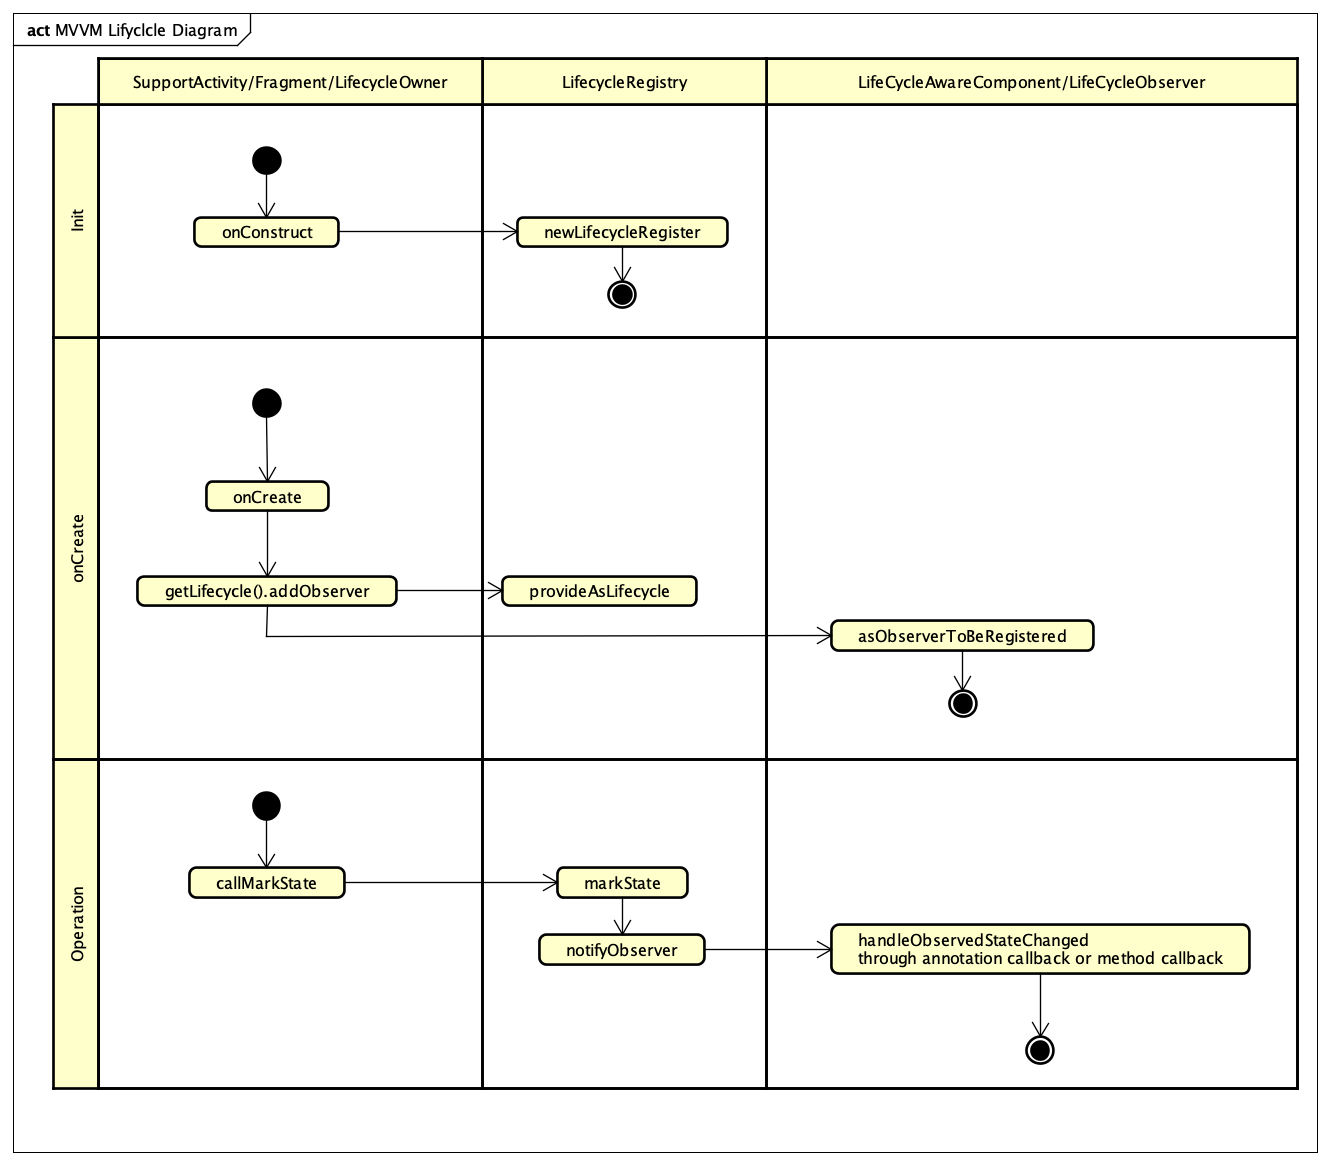 act MVVM Lifyclcle Diagram
SupportActivity/Fragment/LifecycleOwner
LifecycleRegistry
LifeCycleAwareComponent/LifeCycleObserver
Init
onConstruct
newLifecycleRegister
onCreate
onCreate
getLifecycle().addObserver
provideAsLifecycle
asObserverToBeRegistered
Operation
callMarkState
markState
notifyObserver
handleObservedStateChanged
through annotation callback or method callback